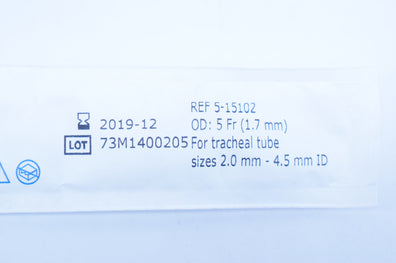 REF 5-15102
2019-12
OD: 5 Fr (1.7 mm)
LOT 73M1400205
For tracheal tube
sizes 2.0 mm - 4.5 mm ID